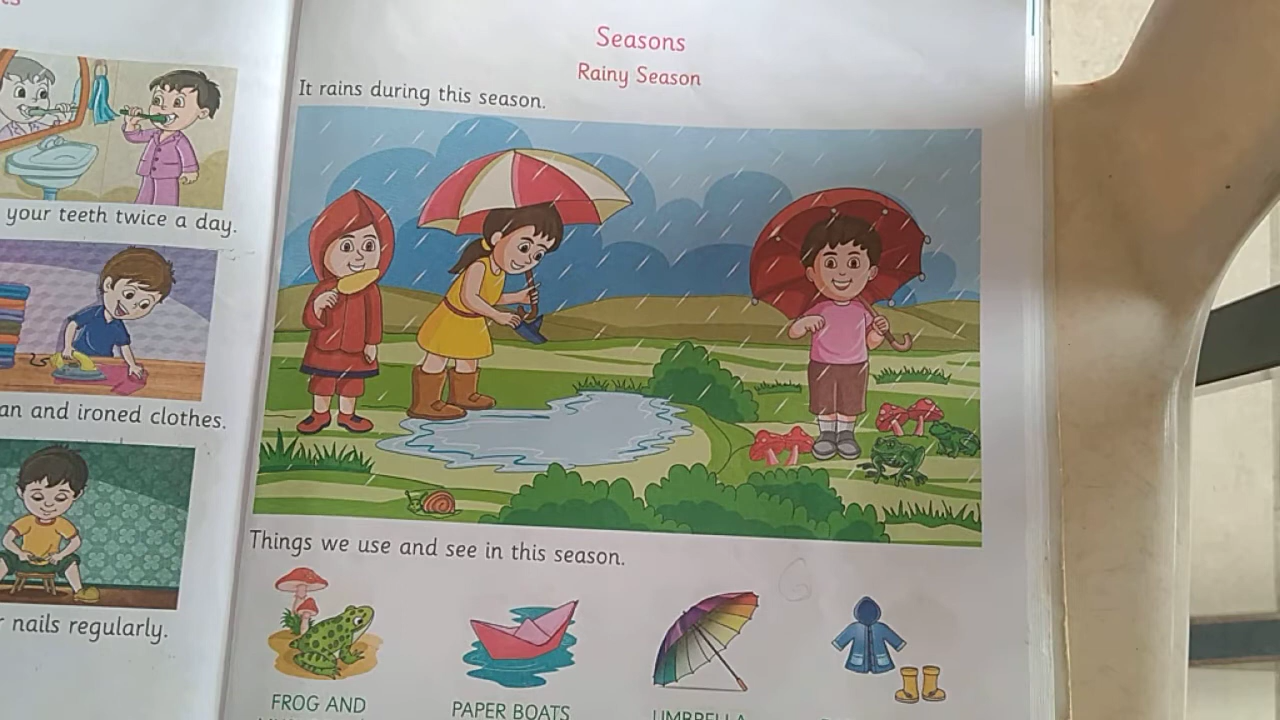 your teeth twice a day.
and ironed clothes.
nails regularly.
Seasons
Rainy Season
It rains during this season.
Things we use and see in this season.
FROG AND
PAPER BOATS
UMBRELLA